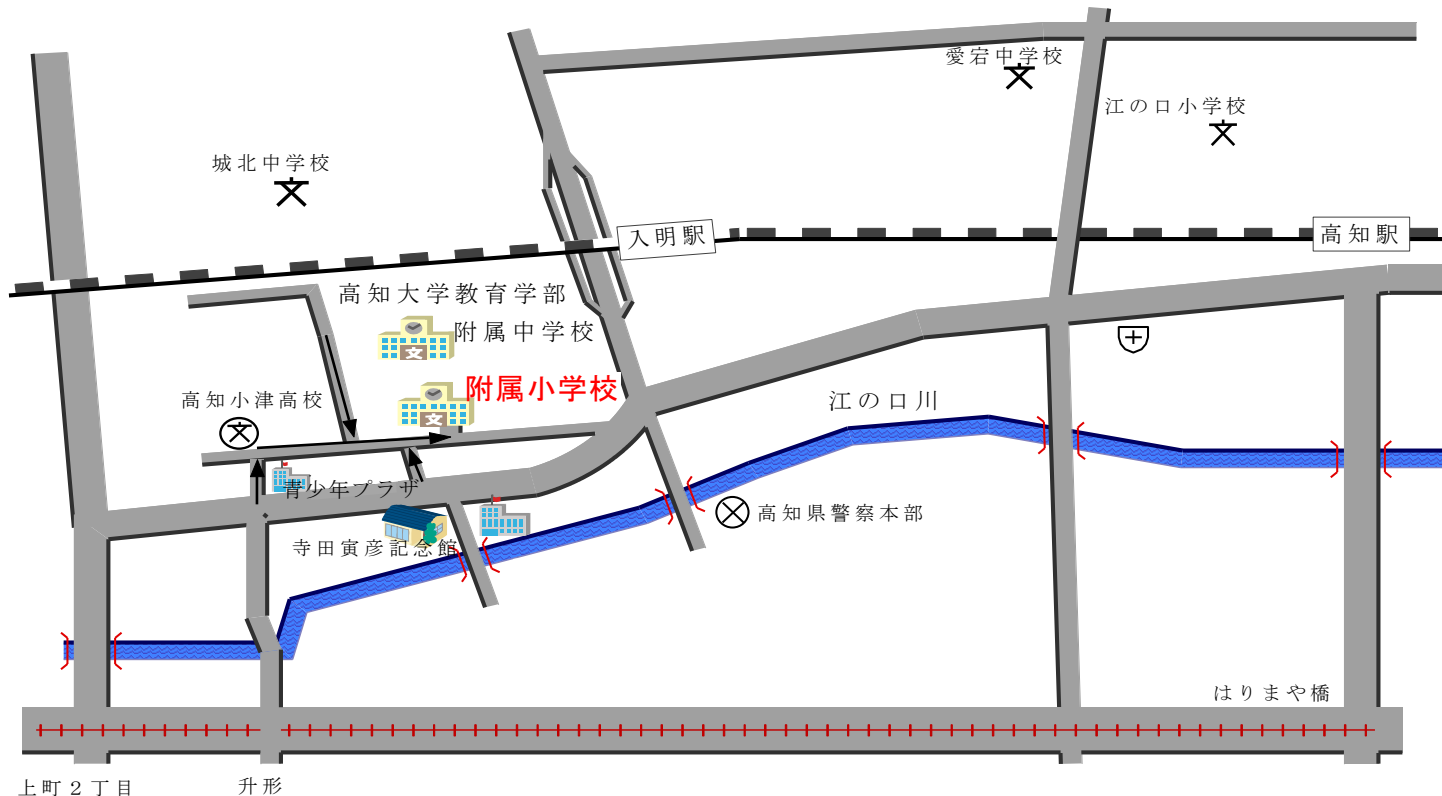 愛宕中学校
江の口小学校
城北中学校
入明駅
高知駅
高知大学教育学部
附属中学校
附属小学校
高知小津高校
江の口川
青少年プラザ
高知県警察本部
寺田寅彦記念館
はりまや橋
上町２丁目
升形